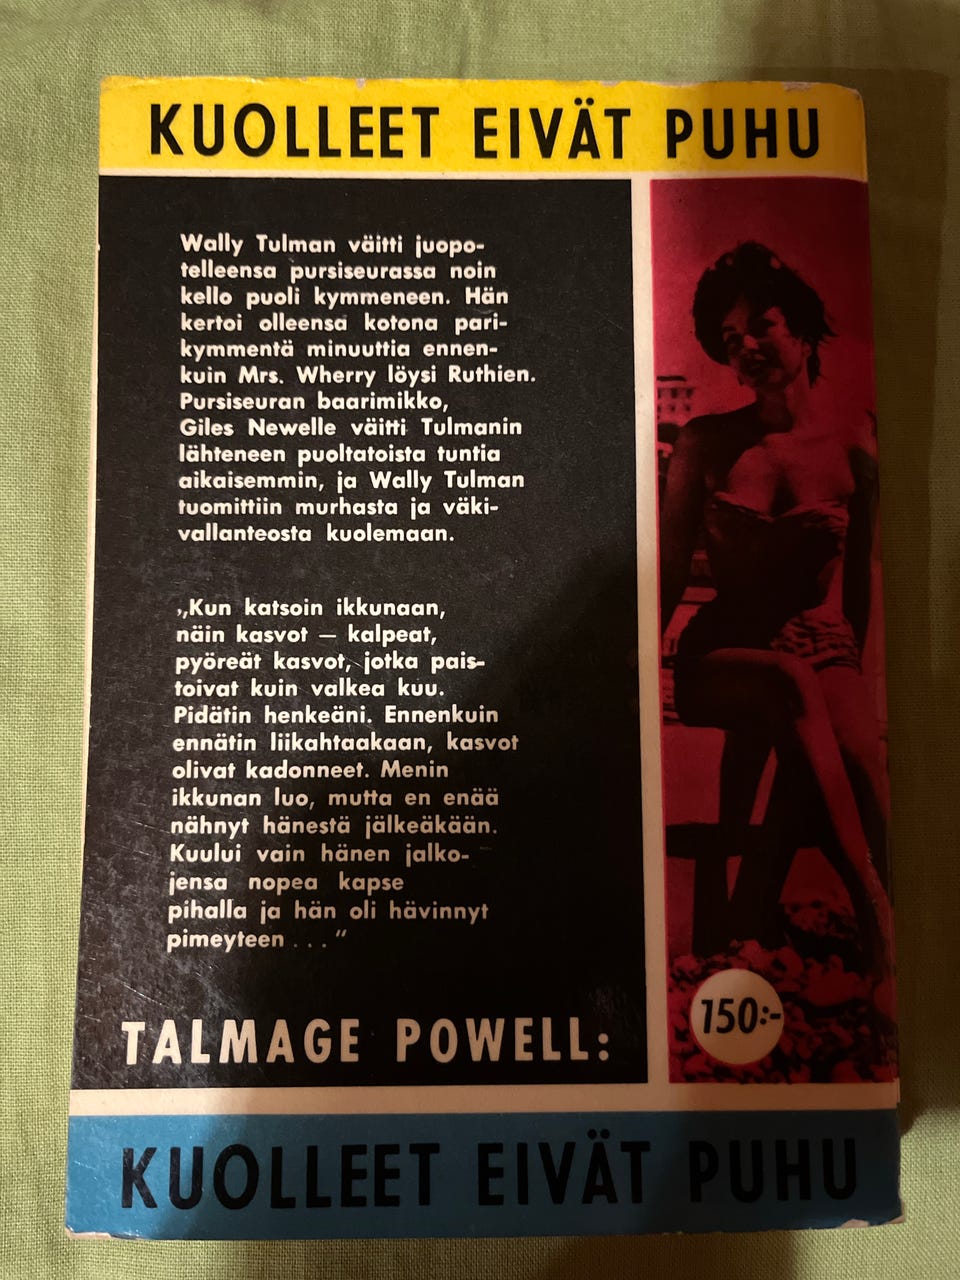 KUOLLEET EIVÄT PUHU
Wally Tulman väitti juopo-
telleensa pursiseurassa noin
kello puoli kymmeneen. Hän
kertoi olleensa kotona pari-
kymmentä minuuttia ennen-
kuin Mrs. Wherry löysi Ruthien.
Pursiseuran baarimikko,
Giles Newelle väitti Tulmanin
lähteneen puoltatoista tuntia
aikaisemmin, ja Wally Tulman
tuomittiin murhasta ja väki-
vallanteosta kuolemaan.
„Kun katsoin ikkunaan,
näin kasvot — kalpeat,
pyöreät kasvot, jotka pais-
toivat kuin valkea kuu.
Pidätin henkeäni. Ennenkuin
ennätin liikahtaakaan, kasvot
olivat kadonneet. Menin
ikkunan luo, mutta en enää
nähnyt hänestä jälkeäkään.
Kuului vain hänen jalko-
jensa nopea kapse
pihalla ja hän oli hävinnyt
pimeyteen . . . "
150:-
TALMAGE POWELL:
KUOLLEET EIVÄT PUHU